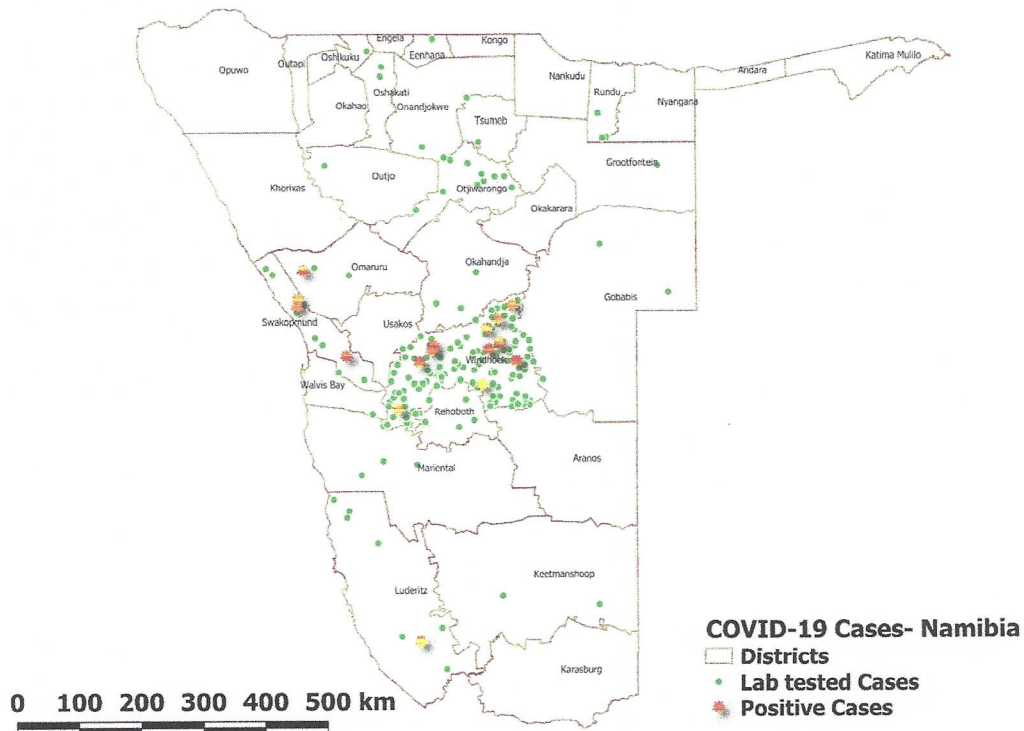 Engela
Kongo
Oshikuku
Eenhana
Katima Mulilo
Opuwo
Outapi
Andara
Nankudu
Oshakati
Rundu
Okahao
Onandjokwe
Nyangana
Tsumeb
Grootfontein
Outjo
Khorixas
Otjiwarongo
Okakarara
Omaruru
Okahandja
Gobabis
Swakopmund
Usakos
Windhoek
Walvis Bay
Rehoboth
Mariental
Aranos
Keetmanshoop
Luderitz
Karasburg
COVID-19 Cases- Namibia
Districts
Lab tested Cases
Positive Cases
0 100 200 300 400 500 km